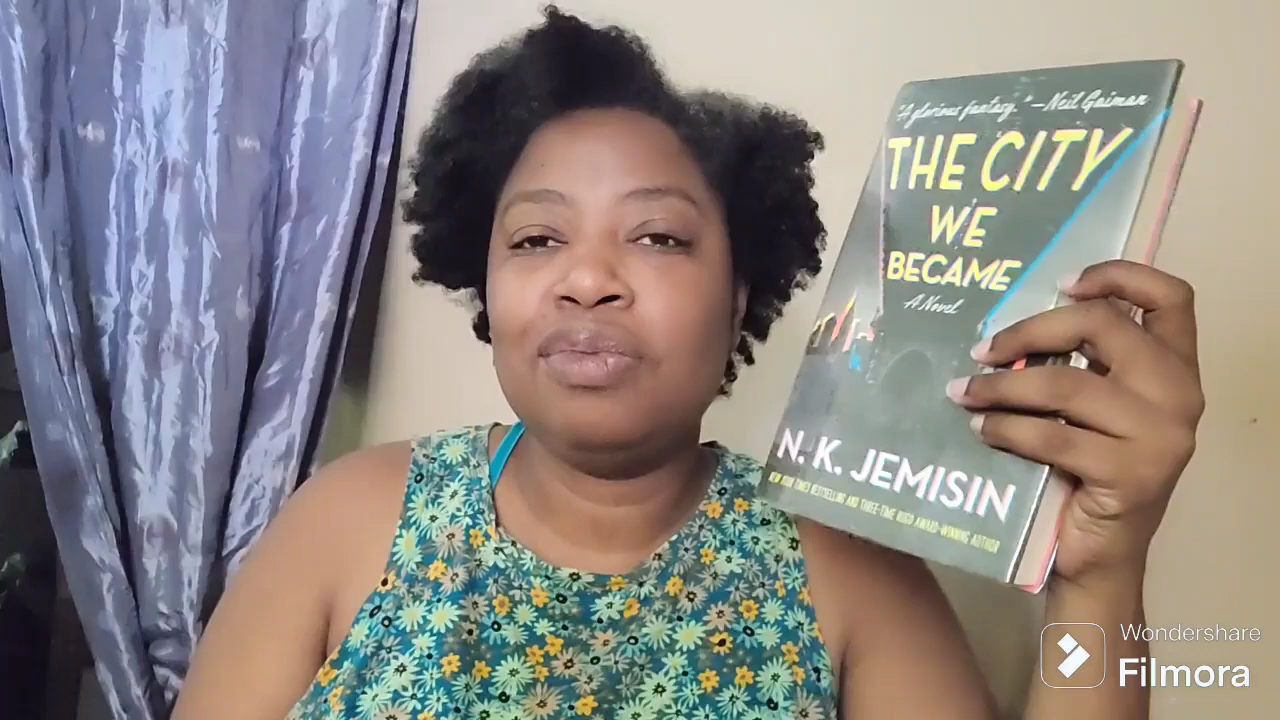 "A glorious fantasy." —Neil Gaiman
THE CITY
WE
BECAME
A Novel
N. K. JEMISIN
NEW YORK TIMES BESTSELLING AND THREE-TIME HUGO AWARD-WINNING AUTHOR
Wondershare
Filmora